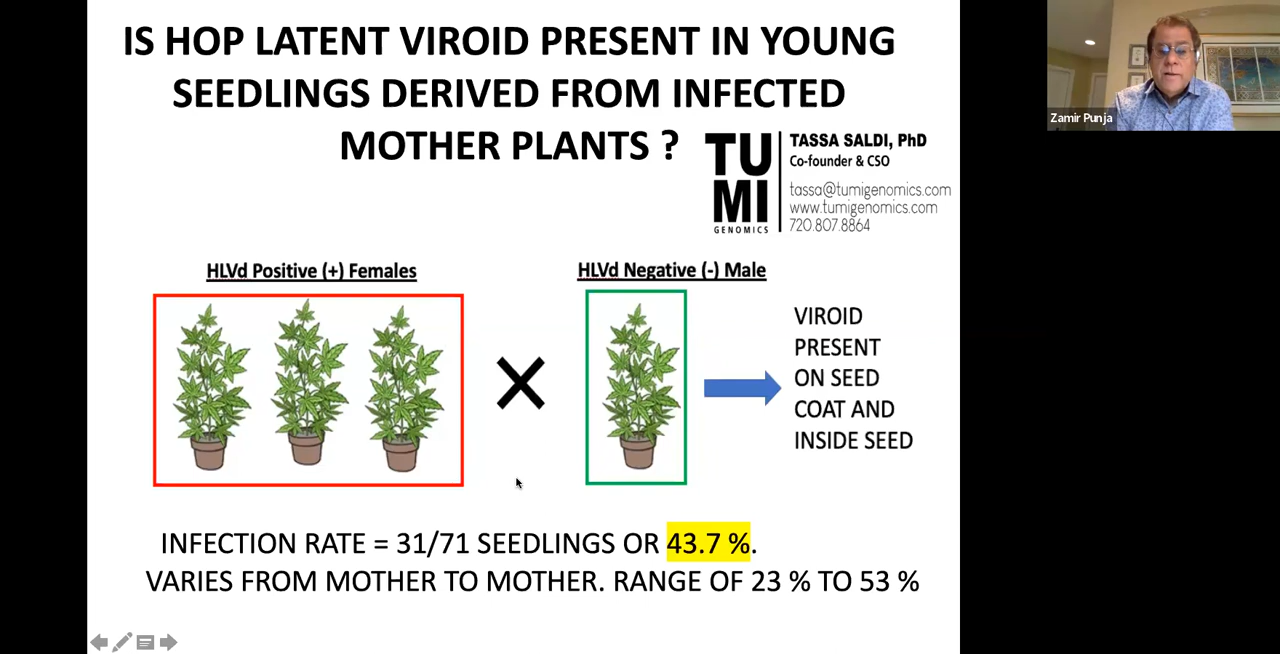 IS HOP LATENT VIROID PRESENT IN YOUNG
SEEDLINGS DERIVED FROM INFECTED
MOTHER PLANTS ?
TU
MI
GENOMICS
TASSA SALDI, PhD
Co-founder & CSO
tassa@tumigenomics.com
www.tumigenomics.com
720.807.8864
Zamir Punja
HLVd Positive (+) Females
HLVd Negative (-) Male
VIROID
PRESENT
ON SEED
COAT AND
INSIDE SEED
INFECTION RATE = 31/71 SEEDLINGS OR 43.7 %.
VARIES FROM MOTHER TO MOTHER. RANGE OF 23 % TO 53 %